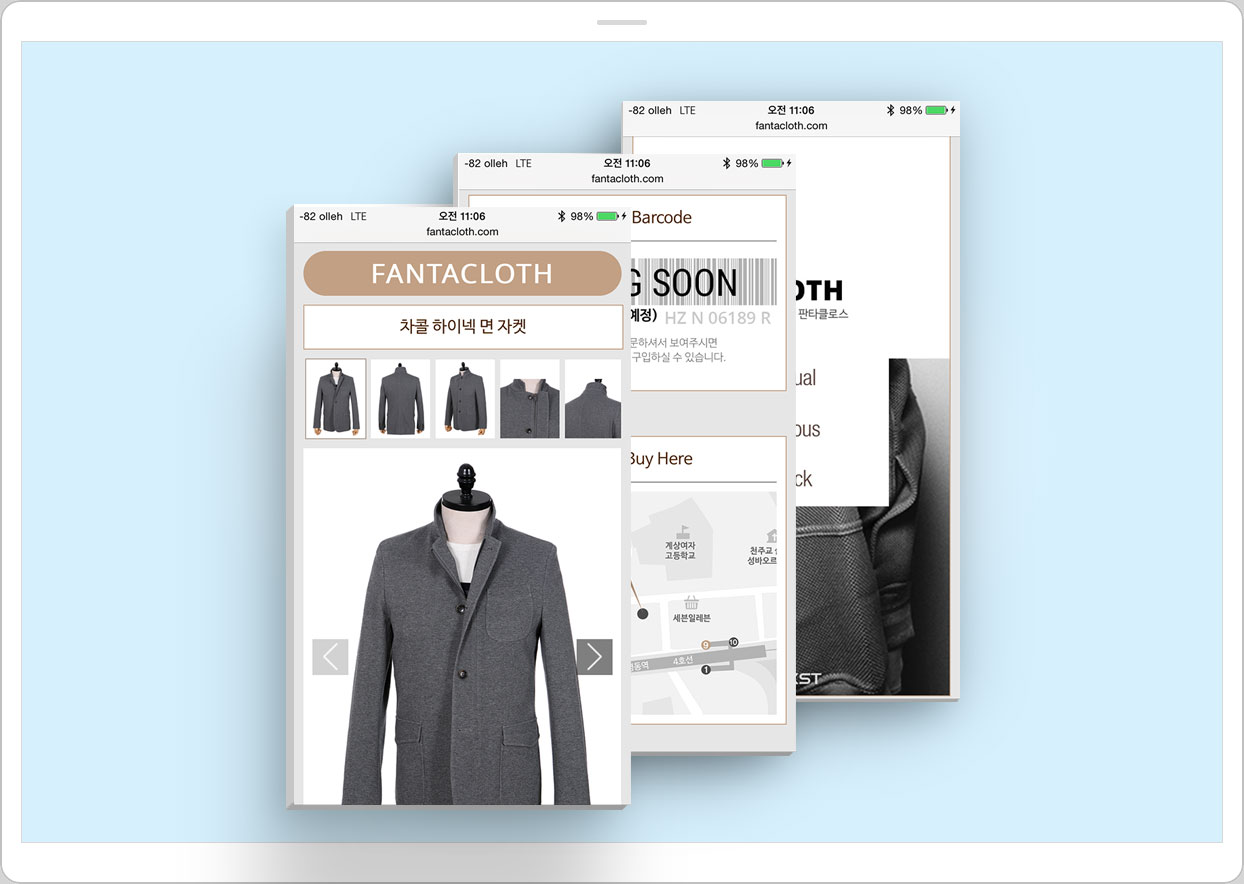 -82 olleh LTE 오전 11:06 98%
fantacloth.com
FANTACLOTH
차콜 하이넥 면 자켓
-82 olleh LTE 오전 11:06 98%
fantacloth.com
Barcode
G SOON
예정) HZ N 06189 R
문하셔서 보여주시면
구입하실 수 있습니다.
Buy Here
계상여자
고등학교
천주교
성바오르
세븐일레븐
9 10
명동역 4호선
1
-82 olleh LTE 오전 11:06 98%
fantacloth.com
OTH
판타클로스
ual
ous
ck
KST